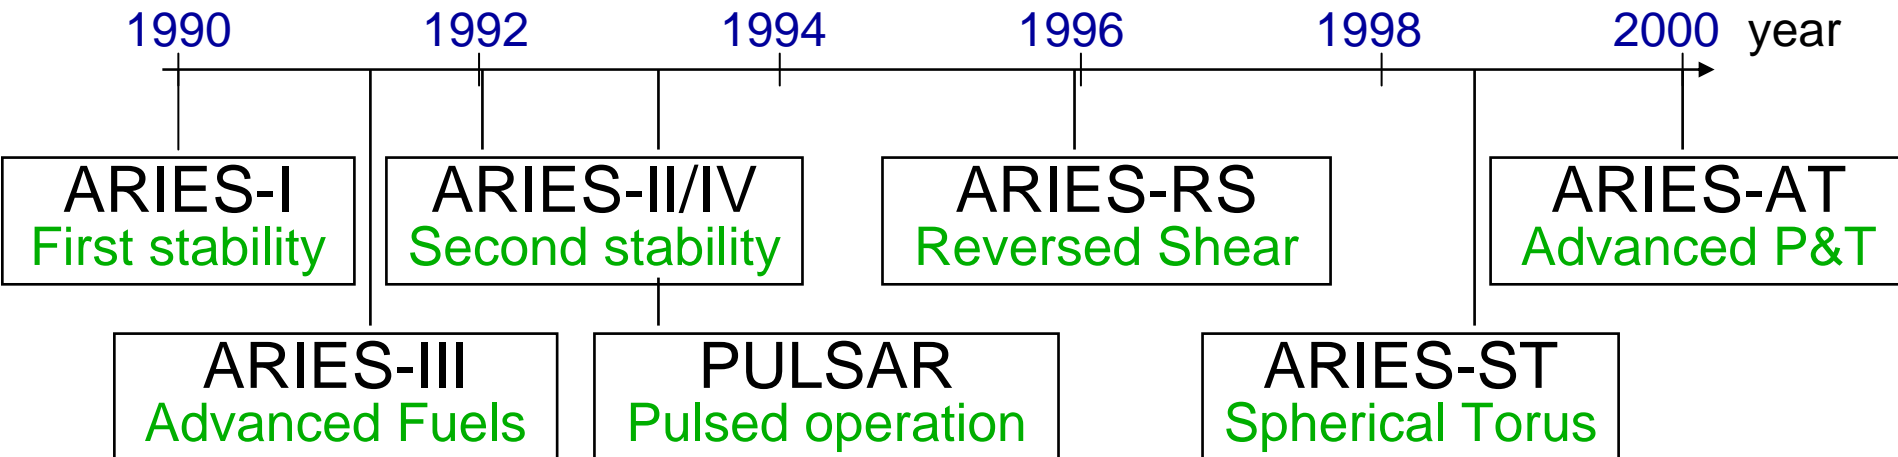 1990 1992 1994 1996 1998 2000 year
ARIES-I
First stability
ARIES-II/IV
Second stability
ARIES-RS
Reversed Shear
ARIES-AT
Advanced P&T
ARIES-III
Advanced Fuels
PULSAR
Pulsed operation
ARIES-ST
Spherical Torus